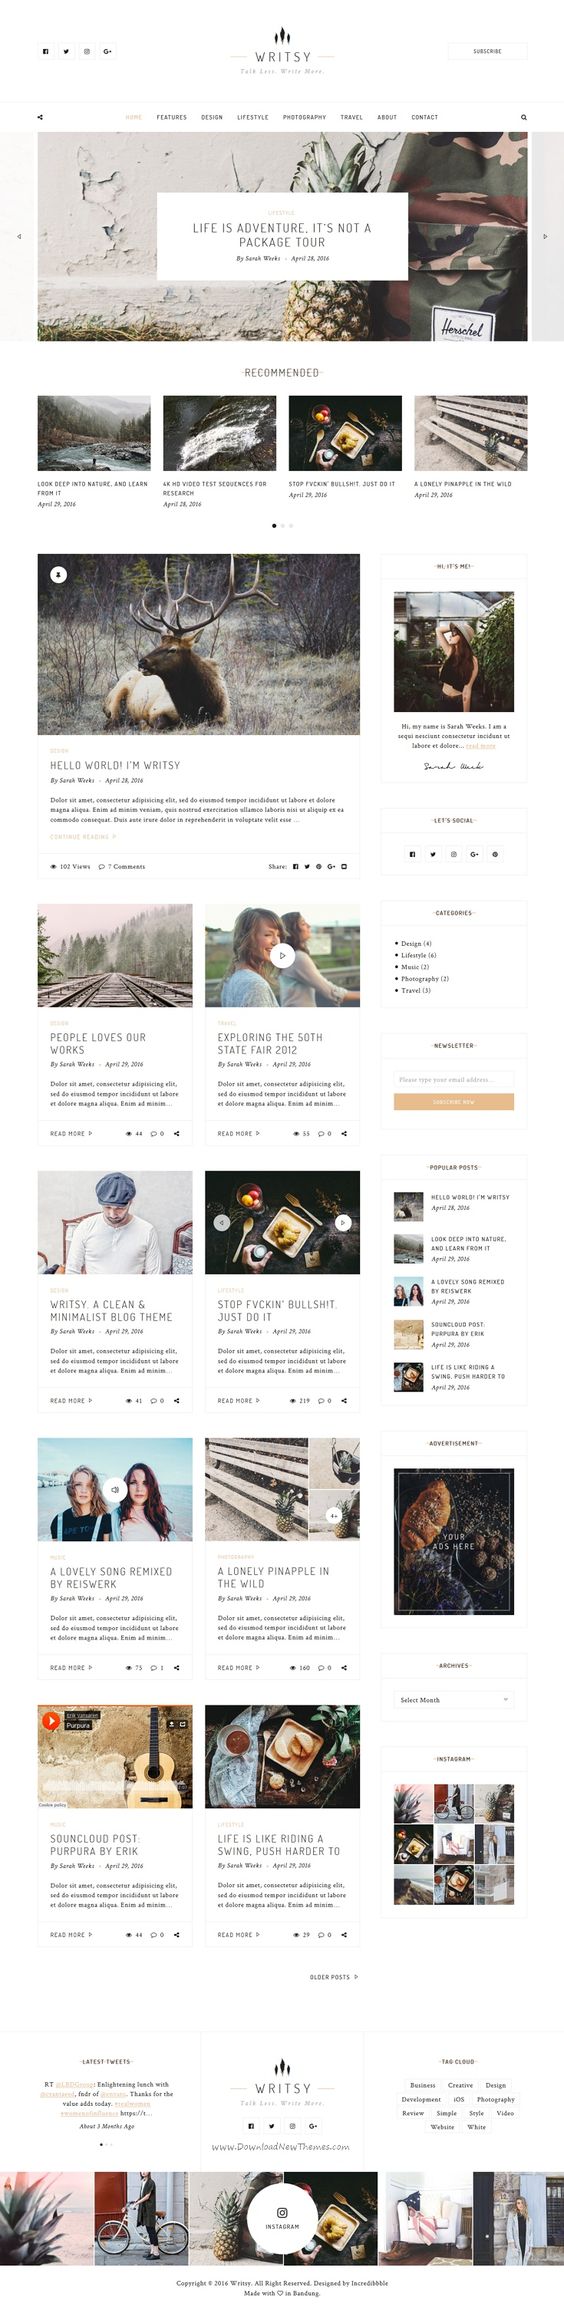 WRITSY
Talk Less. Write More.
SUBSCRIBE
HOME FEATURES DESIGN LIFESTYLE PHOTOGRAPHY TRAVEL ABOUT CONTACT
LIFESTYLE
LIFE IS ADVENTURE, IT'S NOT A
PACKAGE TOUR
By Sarah Weeks - April 28, 2016
Herschel
RECOMMENDED
LOOK DEEP INTO NATURE, AND LEARN
FROM IT
April 29, 2016
4K HD VIDEO TEST SEQUENCES FOR
RESEARCH
April 28, 2016
STOP FVCKIN' BULLSH!T. JUST DO IT
April 29, 2016
A LONELY PINAPPLE IN THE WILD
April 29, 2016
DESIGN
HELLO WORLD! I'M WRITSY
By Sarah Weeks - April 28, 2016
Dolor sit amet, consectetur adipisicing elit, sed do eiusmod tempor incididunt ut labore et dolore
magna aliqua. Enim ad minim veniam, quis nostrud exercitation ullamco laboris nisi ut aliquip ex ea
commodo consequat. Duis aute irure dolor in reprehenderit in voluptate velit esse ...
CONTINUE READING
102 Views 7 Comments Share:
DESIGN
PEOPLE LOVES OUR
WORKS
By Sarah Weeks - April 29, 2016
Dolor sit amet, consectetur adipisicing elit,
sed do eiusmod tempor incididunt ut labore
et dolore magna aliqua. Enim ad minim...
READ MORE 44 0
TRAVEL
EXPLORING THE 50TH
STATE FAIR 2012
By Sarah Weeks - April 29, 2016
Dolor sit amet, consectetur adipisicing elit,
sed do eiusmod tempor incididunt ut labore
et dolore magna aliqua. Enim ad minim...
READ MORE 55 0
DESIGN
WRITSY. A CLEAN &
MINIMALIST BLOG THEME
By Sarah Weeks - April 29, 2016
Dolor sit amet, consectetur adipisicing elit,
sed do eiusmod tempor incididunt ut labore
et dolore magna aliqua. Enim ad minim...
READ MORE 41 0
LIFESTYLE
STOP FVCKIN' BULLSH!T.
JUST DO IT
By Sarah Weeks - April 29, 2016
Dolor sit amet, consectetur adipisicing elit,
sed do eiusmod tempor incididunt ut labore
et dolore magna aliqua. Enim ad minim...
READ MORE 219 0
MUSIC
A LOVELY SONG REMIXED
BY REISWERK
By Sarah Weeks - April 29, 2016
Dolor sit amet, consectetur adipisicing elit,
sed do eiusmod tempor incididunt ut labore
et dolore magna aliqua. Enim ad minim...
READ MORE 75 1
4+
PHOTOGRAPHY
A LONELY PINAPPLE IN
THE WILD
By Sarah Weeks - April 29, 2016
Dolor sit amet, consectetur adipisicing elit,
sed do eiusmod tempor incididunt ut labore
et dolore magna aliqua. Enim ad minim...
READ MORE 160 0
Erik Vansaren
Purpura
Cookie policy
MUSIC
SOUNCLOUD POST:
PURPURA BY ERIK
By Sarah Weeks - April 29, 2016
Dolor sit amet, consectetur adipisicing elit,
sed do eiusmod tempor incididunt ut labore
et dolore magna aliqua. Enim ad minim...
READ MORE 44 0
LIFESTYLE
LIFE IS LIKE RIDING A
SWING, PUSH HARDER TO
By Sarah Weeks - April 29, 2016
Dolor sit amet, consectetur adipisicing elit,
sed do eiusmod tempor incididunt ut labore
et dolore magna aliqua. Enim ad minim...
READ MORE 29 0
OLDER POSTS
HI, IT'S ME!
Hi, my name is Sarah Weeks. I am a
sequi nesciunt consectetur incidunt ut
labore et dolore... read more
LET'S SOCIAL
CATEGORIES
Design (4)
Lifestyle (6)
Music (2)
Photography (2)
Travel (3)
NEWSLETTER
Please type your email address...
SUBSCRIBE NOW
POPULAR POSTS
HELLO WORLD! I'M WRITSY
April 28, 2016
LOOK DEEP INTO NATURE,
AND LEARN FROM IT
April 29, 2016
A LOVELY SONG REMIXED
BY REISWERK
April 29, 2016
SOUNCLOUD POST:
PURPURA BY ERIK
April 29, 2016
LIFE IS LIKE RIDING A
SWING, PUSH HARDER TO
April 29, 2016
ADVERTISEMENT
YOUR
ADS HERE
ARCHIVES
Select Month
INSTAGRAM
LATEST TWEETS
RT @LBDGroup: Enlightening lunch with
fndr of @envato. Thanks for the
value adds today. #realwomen
#womenofinfluence https://t...
About 3 Months Ago
WRITSY
Talk Less. Write More.
www.DownloadNewThemes.com
TAG CLOUD
Business Creative Design
Development iOS Photography
Review Simple Style Video
Website White
INSTAGRAM
Copyright © 2016 Writsy. All Right Reserved. Designed by Incredibbble
Made with ♡ in Bandung.